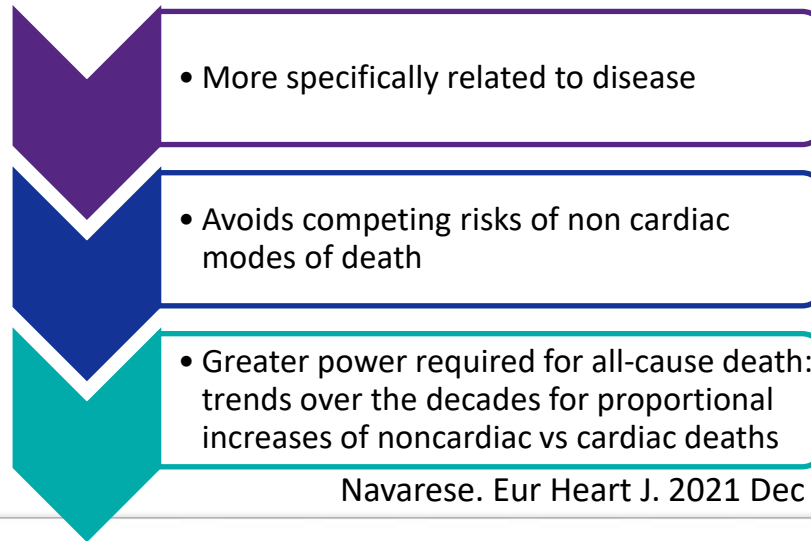 • More specifically related to disease
• Avoids competing risks of non cardiac
modes of death
• Greater power required for all-cause death:
trends over the decades for proportional
increases of noncardiac vs cardiac deaths
Navarese. Eur Heart J. 2021 Dec